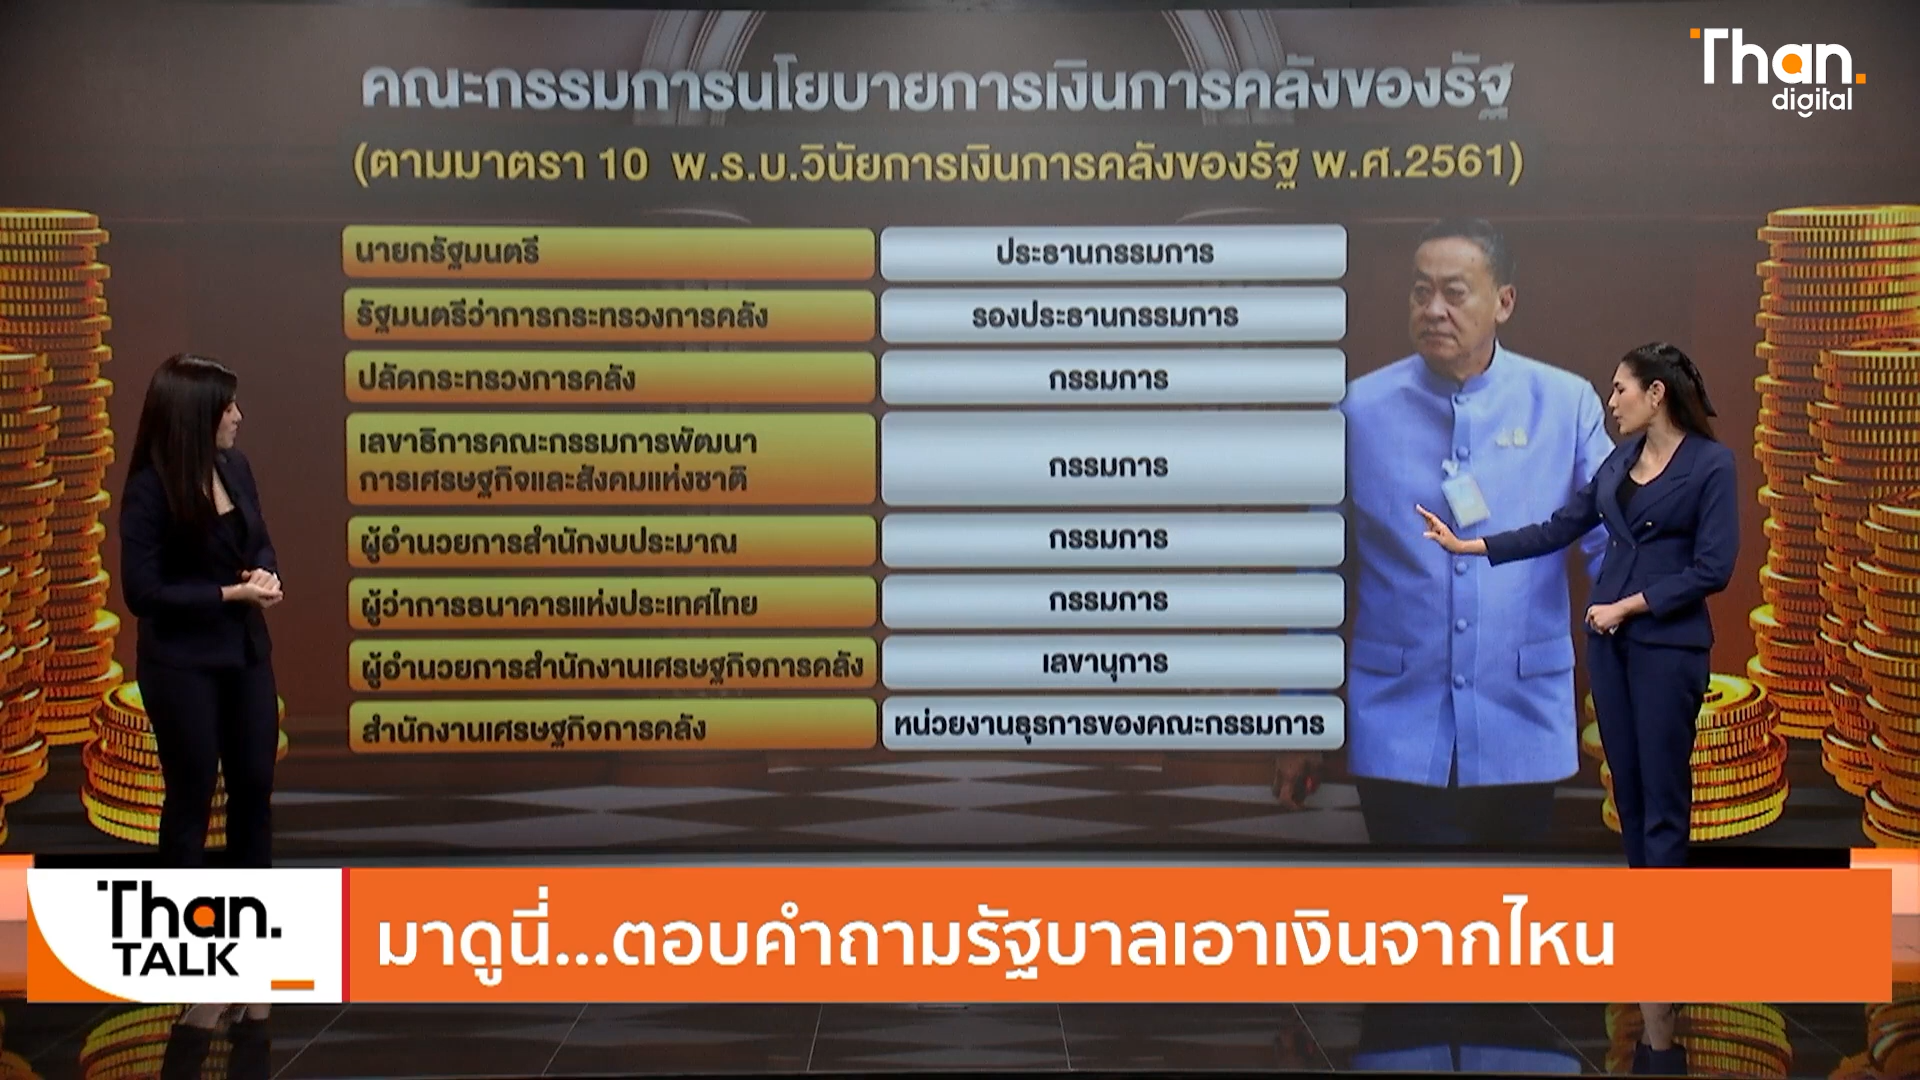 Than.
digital
คณะกรรมการนโยบายการเงินการคลังของรัฐ
(ตามมาตรา 10 พ.ร.บ.วินัยการเงินการคลังของรัฐ พ.ศ.2561)
นายกรัฐมนตรี ประธานกรรมการ
รัฐมนตรีว่าการกระทรวงการคลัง รองประธานกรรมการ
ปลัดกระทรวงการคลัง กรรมการ
เลขาธิการคณะกรรมการพัฒนา
การเศรษฐกิจและสังคมแห่งชาติ กรรมการ
ผู้อำนวยการสำนักงบประมาณ กรรมการ
ผู้ว่าการธนาคารแห่งประเทศไทย กรรมการ
ผู้อำนวยการสำนักงานเศรษฐกิจการคลัง เลขานุการ
สำนักงานเศรษฐกิจการคลัง หน่วยงานธุรการของคณะกรรมการ
Than.
TALK
มาดูนี่...ตอบคำถามรัฐบาลเอาเงินจากไหน